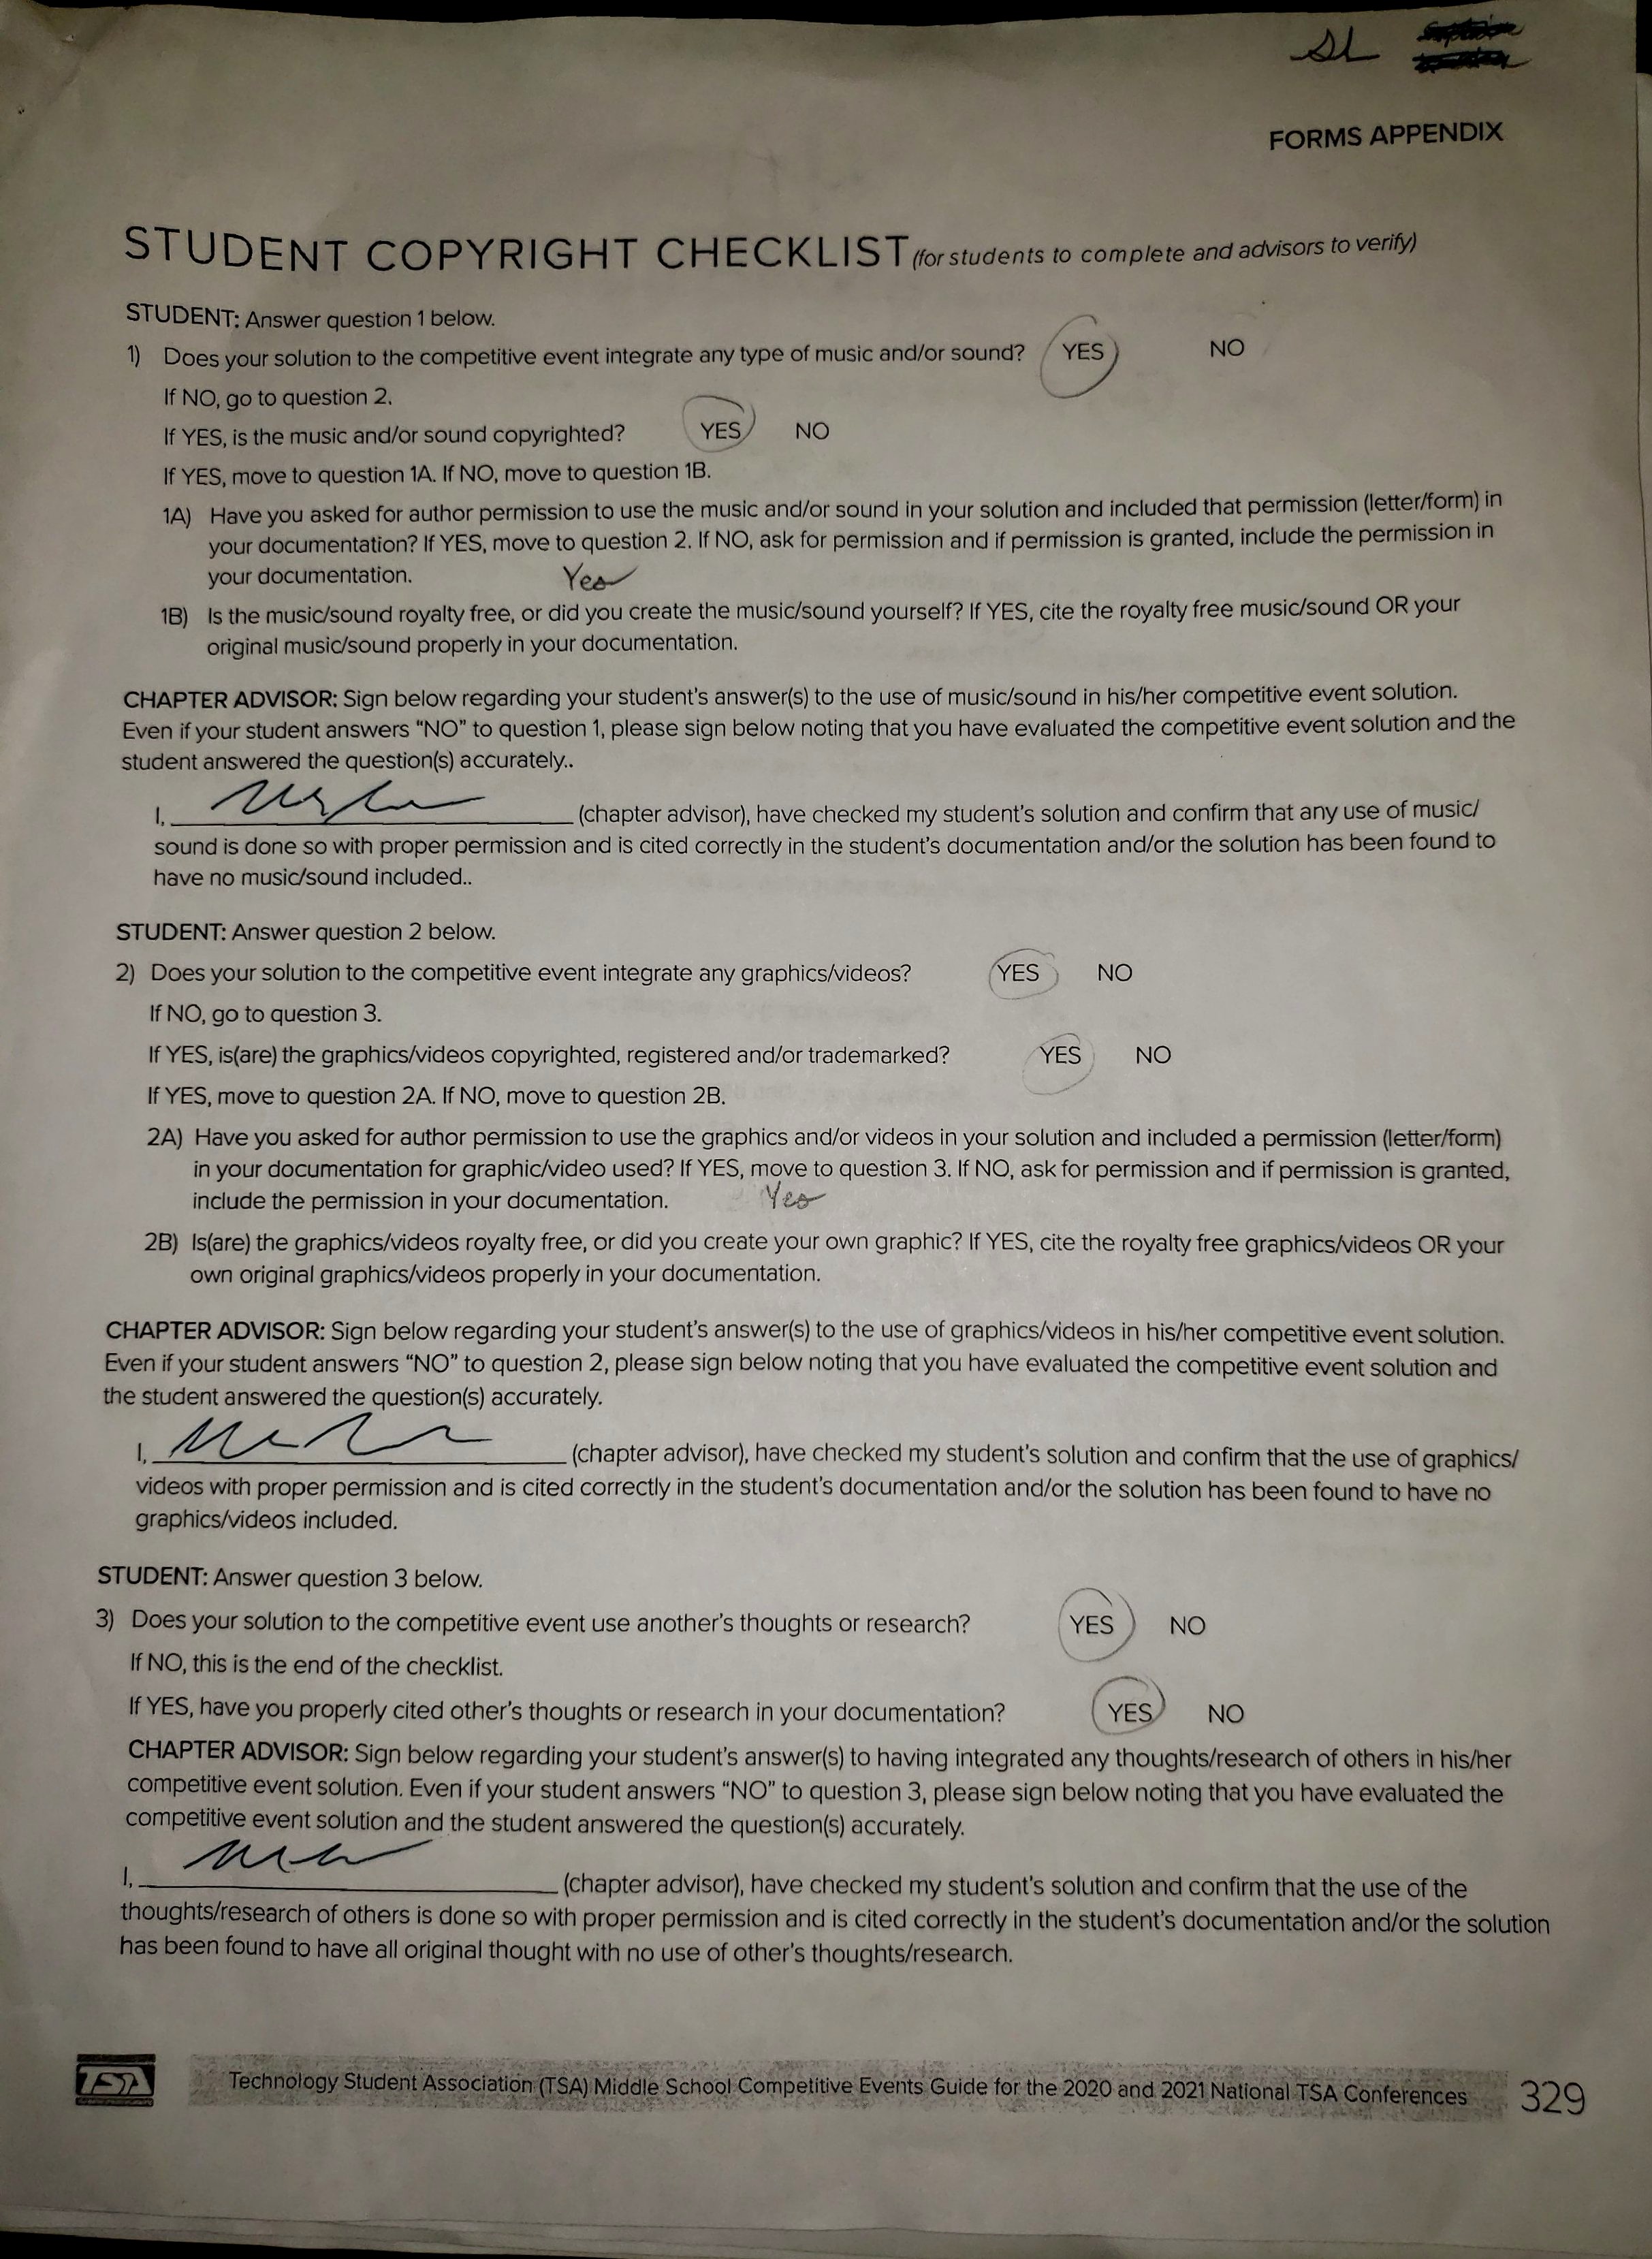 SL
FORMS APPENDIX
STUDENT COPYRIGHT CHECKLIST (for students to complete and advisors to verify)
STUDENT: Answer question 1 below.
1) Does your solution to the competitive event integrate any type of music and/or sound? YES NO
If NO, go to question 2.
If YES, is the music and/or sound copyrighted? YES NO
If YES, move to question 1A. If NO, move to question 1B.
1A) Have you asked for author permission to use the music and/or sound in your solution and included that permission (letter/form) in
your documentation? If YES, move to question 2. If NO, ask for permission and if permission is granted, include the permission in
your documentation. Yes
1B) Is the music/sound royalty free, or did you create the music/sound yourself? If YES, cite the royalty free music/sound OR your
original music/sound properly in your documentation.
CHAPTER ADVISOR: Sign below regarding your student's answer(s) to the use of music/sound in his/her competitive event solution.
Even if your student answers "NO" to question 1, please sign below noting that you have evaluated the competitive event solution and the
student answered the question(s) accurately..
I, (chapter advisor), have checked my student's solution and confirm that any use of music/
sound is done so with proper permission and is cited correctly in the student's documentation and/or the solution has been found to
have no music/sound included..
STUDENT: Answer question 2 below.
2) Does your solution to the competitive event integrate any graphics/videos? YES NO
If NO, go to question 3.
If YES, is(are) the graphics/videos copyrighted, registered and/or trademarked? YES NO
If YES, move to question 2A. If NO, move to question 2B.
2A) Have you asked for author permission to use the graphics and/or videos in your solution and included a permission (letter/form)
in your documentation for graphic/video used? If YES, move to question 3. If NO, ask for permission and if permission is granted,
include the permission in your documentation. Yes
2B) Is(are) the graphics/videos royalty free, or did you create your own graphic? If YES, cite the royalty free graphics/videos OR your
own original graphics/videos properly in your documentation.
CHAPTER ADVISOR: Sign below regarding your student's answer(s) to the use of graphics/videos in his/her competitive event solution.
Even if your student answers "NO" to question 2, please sign below noting that you have evaluated the competitive event solution and
the student answered the question(s) accurately.
I, (chapter advisor), have checked my student's solution and confirm that the use of graphics/
videos with proper permission and is cited correctly in the student's documentation and/or the solution has been found to have no
graphics/videos included.
STUDENT: Answer question 3 below.
3) Does your solution to the competitive event use another's thoughts or research? YES NO
If NO, this is the end of the checklist.
If YES, have you properly cited other's thoughts or research in your documentation? YES NO
CHAPTER ADVISOR: Sign below regarding your student's answer(s) to having integrated any thoughts/research of others in his/her
competitive event solution. Even if your student answers "NO" to question 3, please sign below noting that you have evaluated the
competitive event solution and the student answered the question(s) accurately.
I, (chapter advisor), have checked my student's solution and confirm that the use of the
thoughts/research of others is done so with proper permission and is cited correctly in the student's documentation and/or the solution
has been found to have all original thought with no use of other's thoughts/research.
TSA Technology Student Association (TSA) Middle School Competitive Events Guide for the 2020 and 2021 National TSA Conferences 329